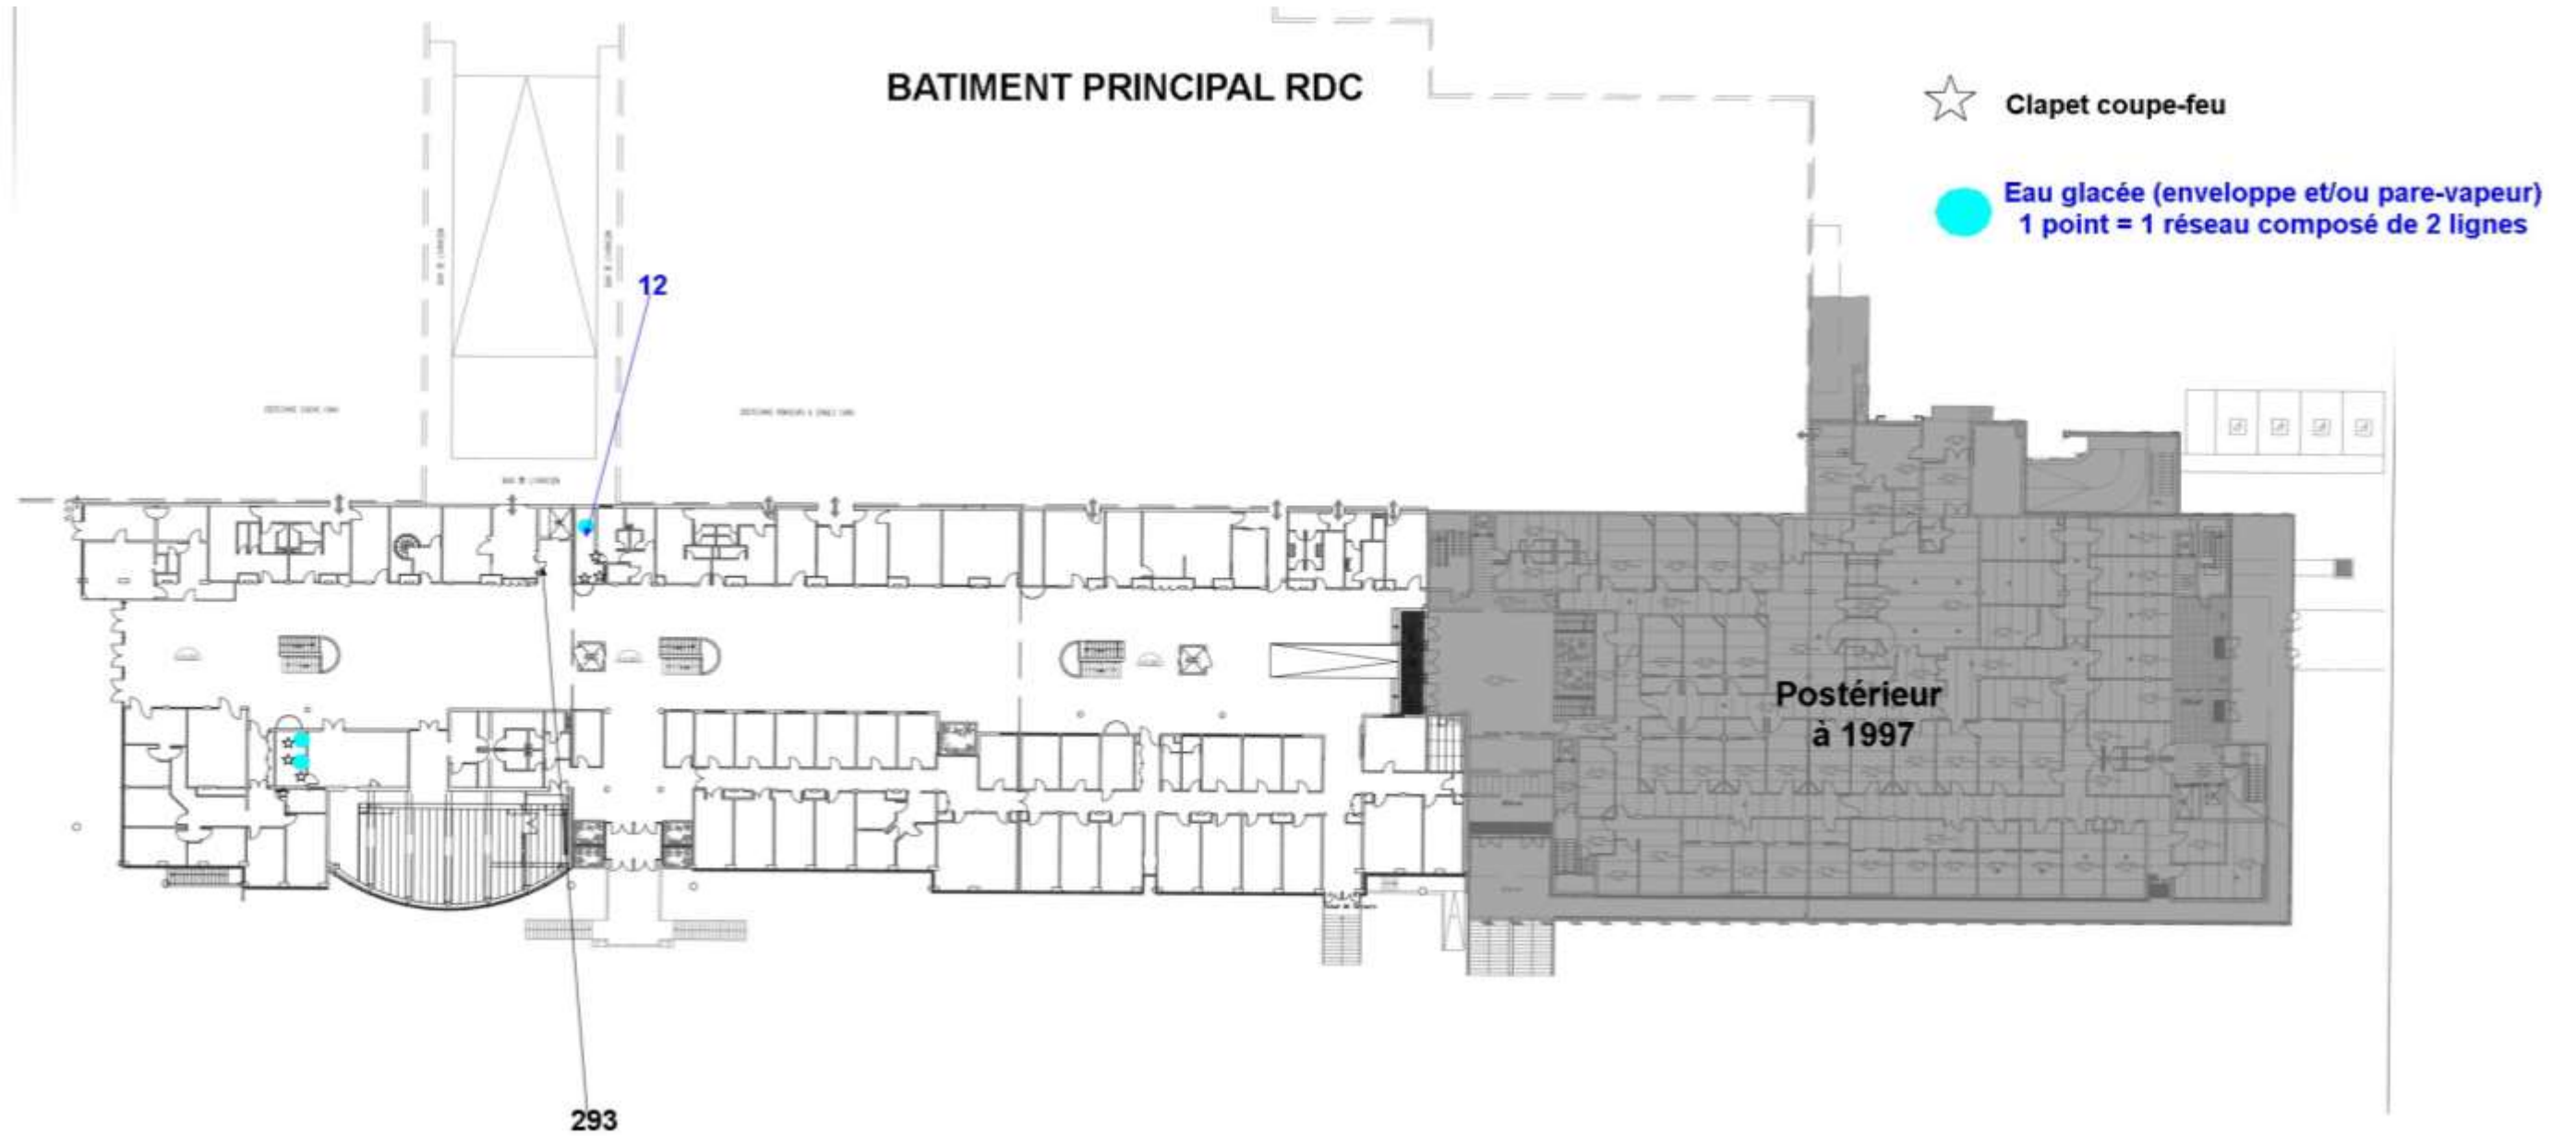 BATIMENT PRINCIPAL RDC
Clapet coupe-feu
Eau glacée (enveloppe et/ou pare-vapeur)
1 point = 1 réseau composé de 2 lignes
12
Postérieur
à 1997
293